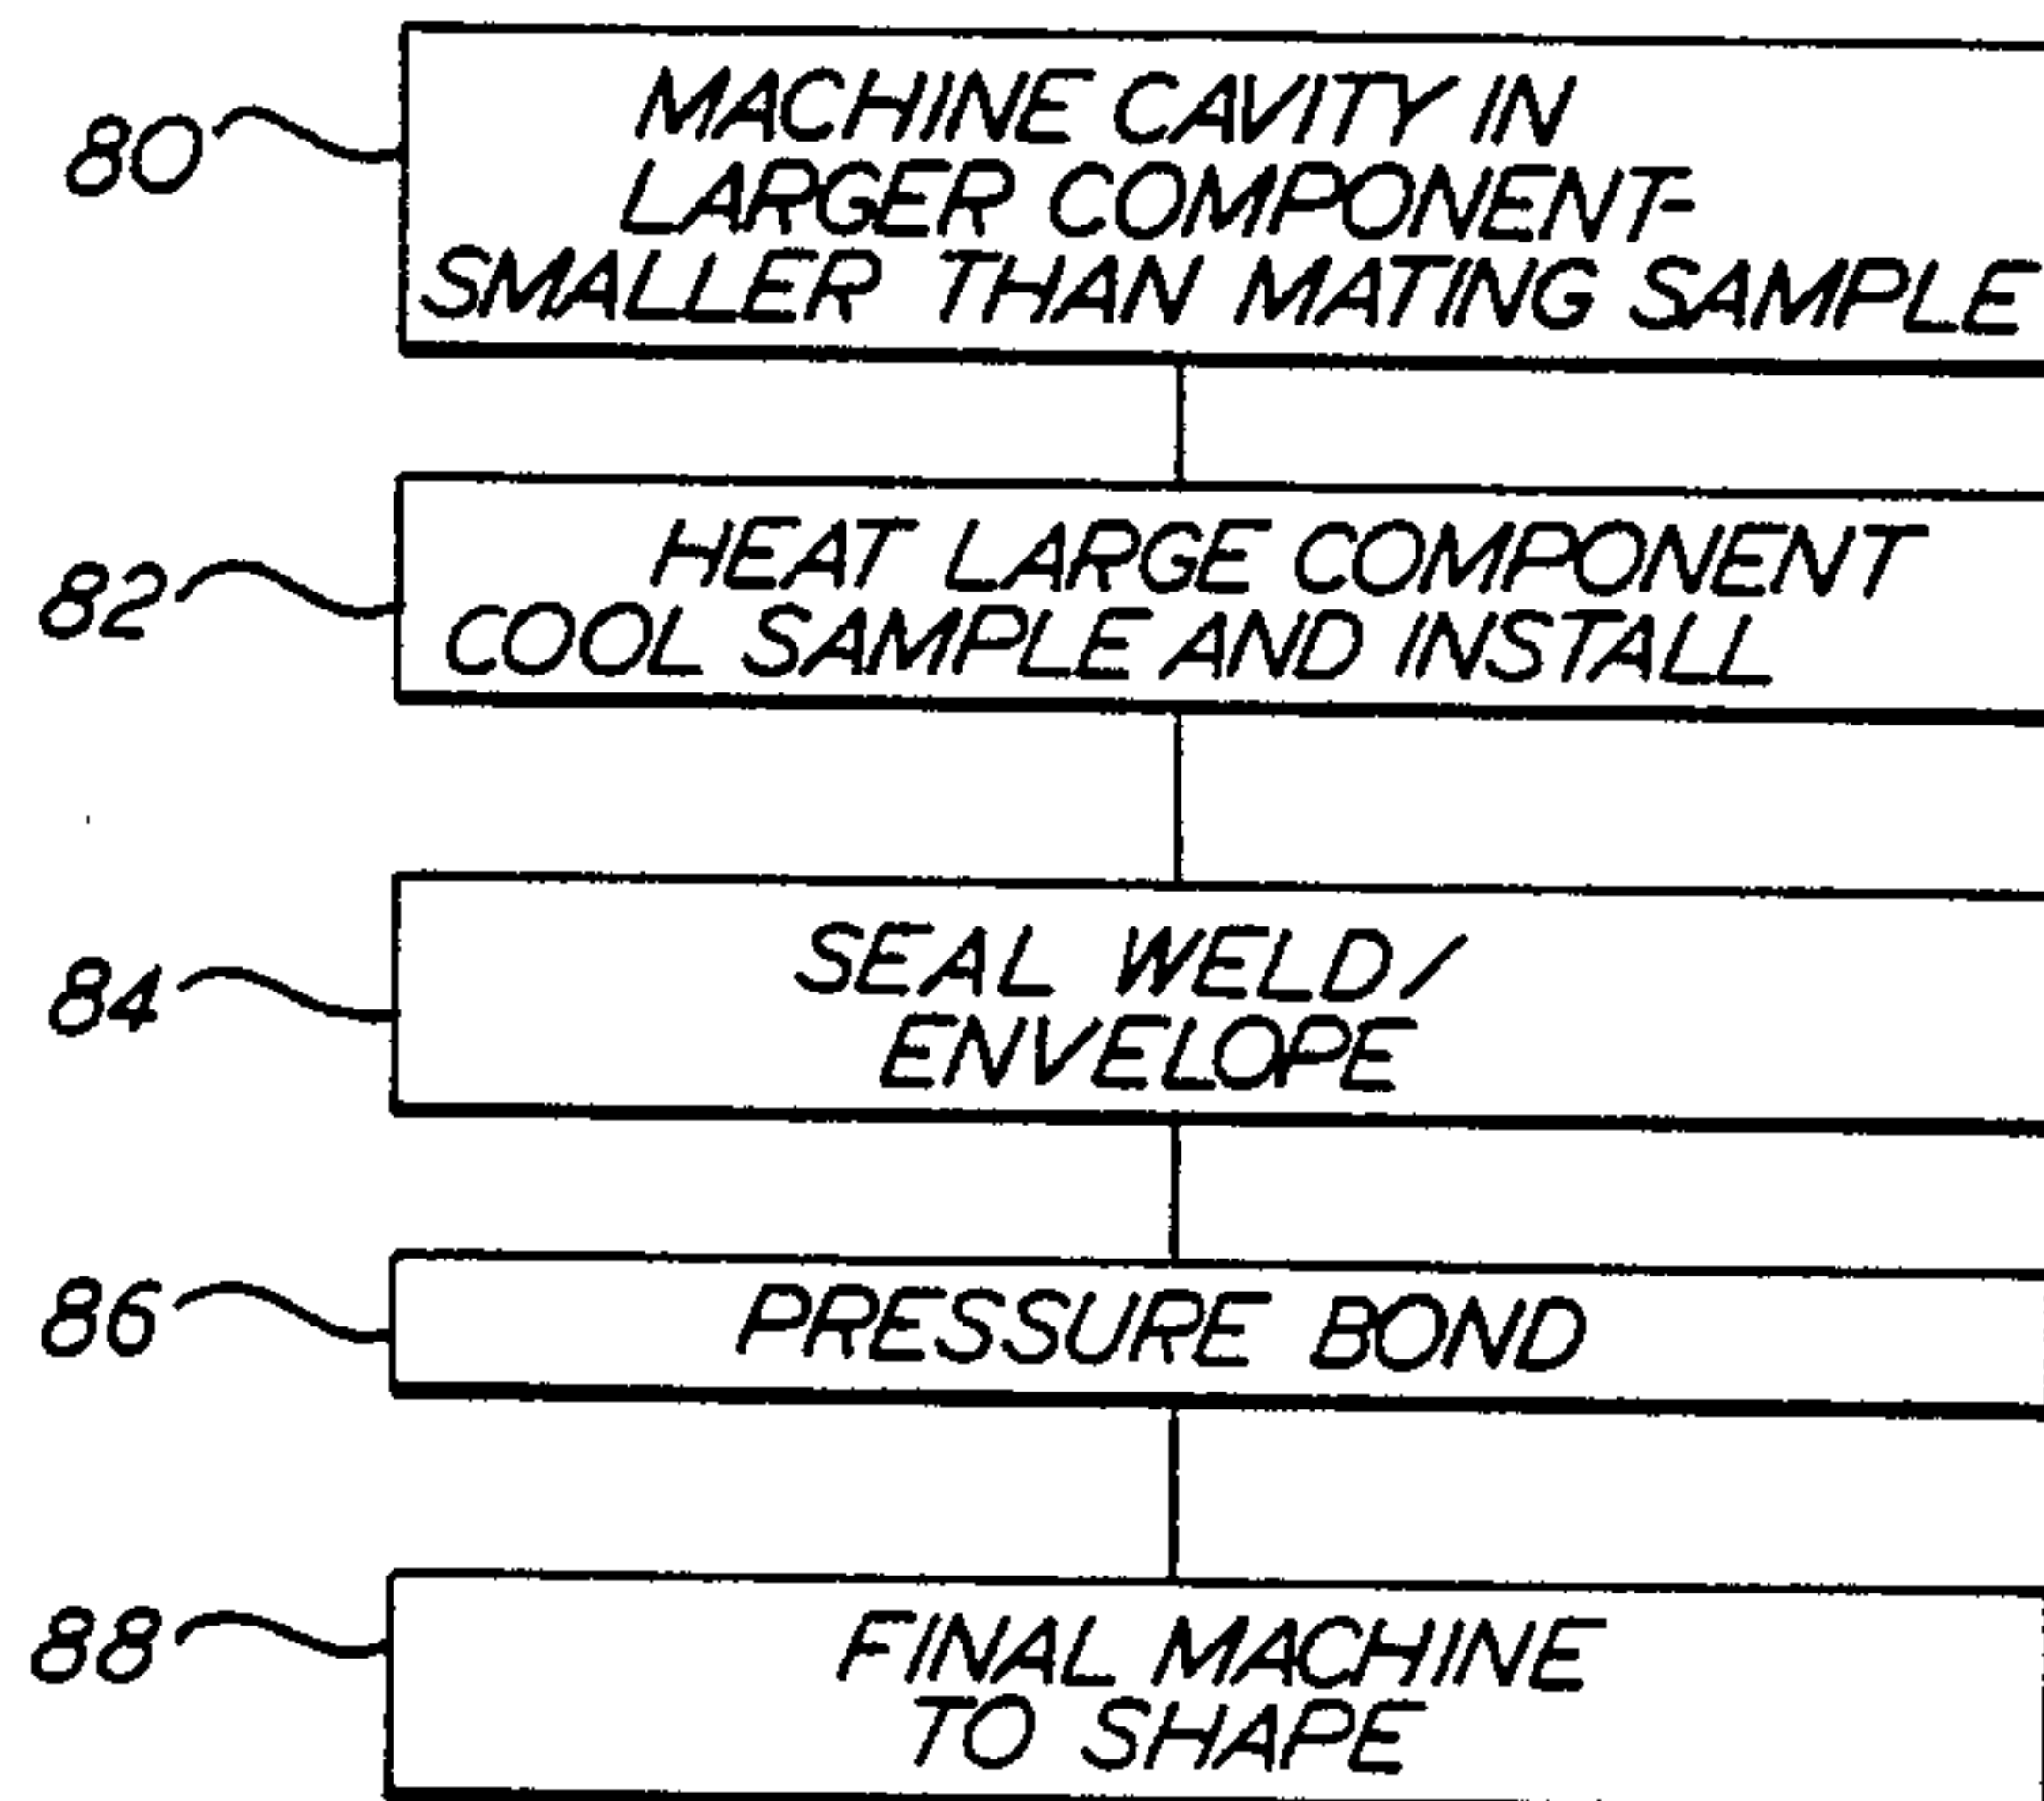 80
MACHINE CAVITY IN
LARGER COMPONENT-
SMALLER THAN MATING SAMPLE
82
HEAT LARGE COMPONENT
COOL SAMPLE AND INSTALL
84
SEAL WELD /
ENVELOPE
86
PRESSURE BOND
88
FINAL MACHINE
TO SHAPE